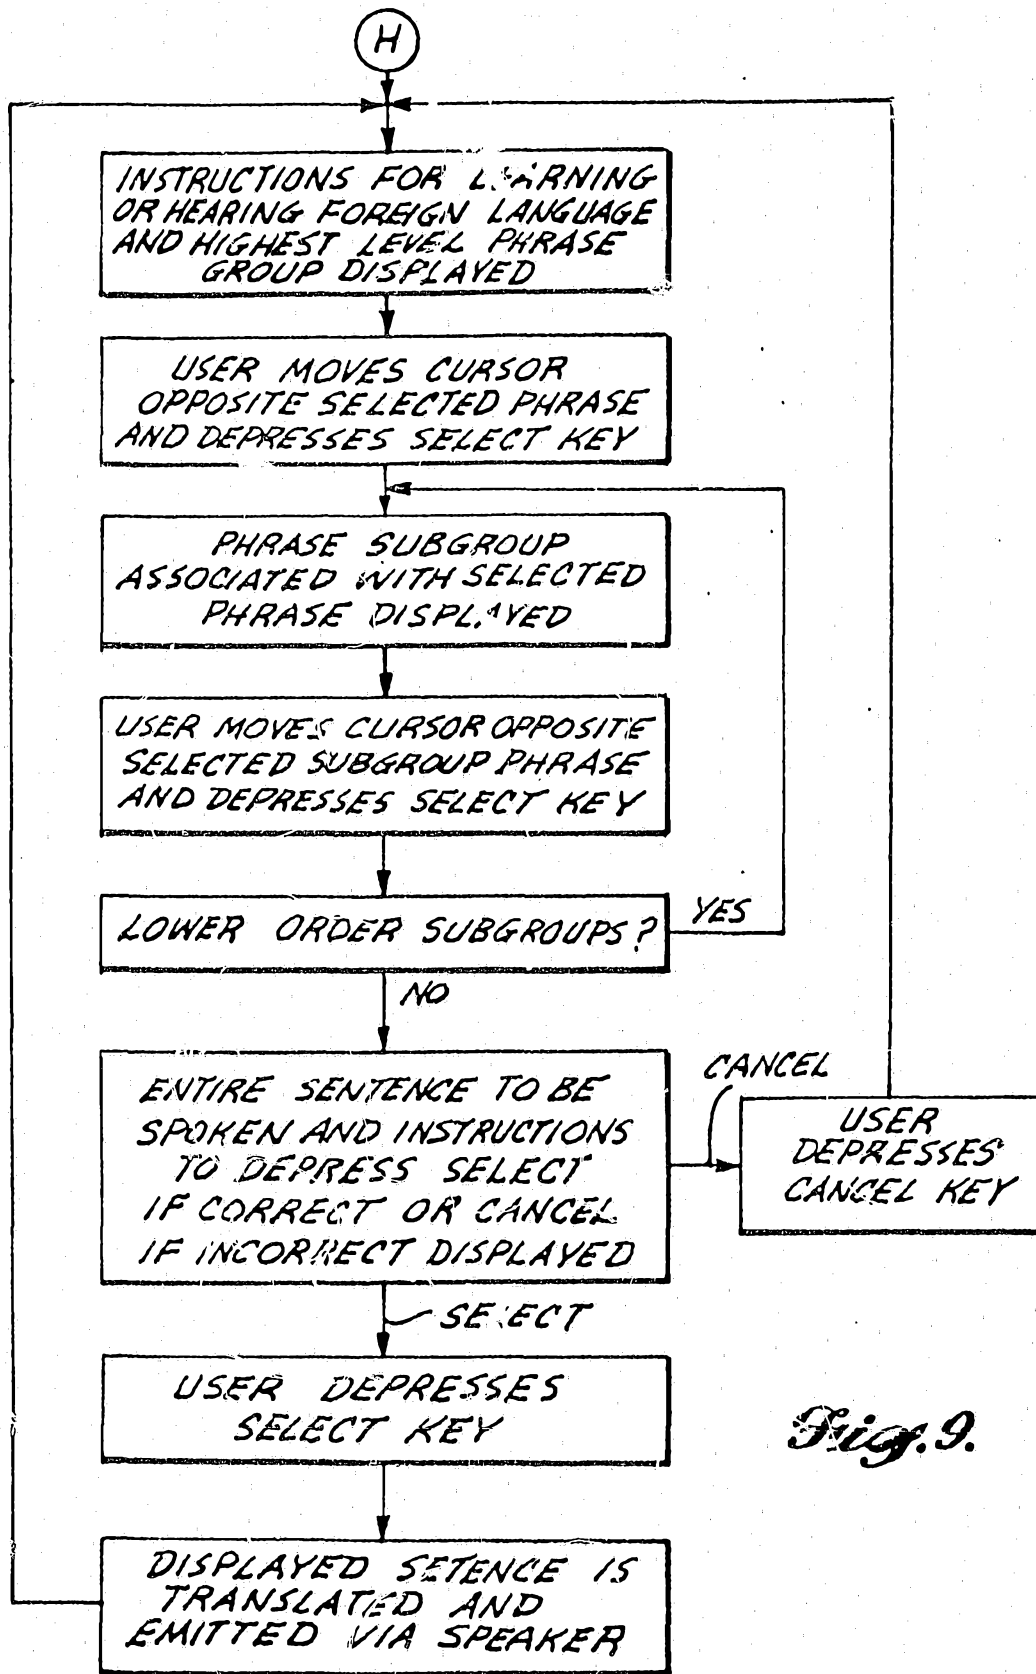 H
INSTRUCTIONS FOR LEARNING
OR HEARING FOREIGN LANGUAGE
AND HIGHEST LEVEL PHRASE
GROUP DISPLAYED
USER MOVES CURSOR
OPPOSITE SELECTED PHRASE
AND DEPRESSES SELECT KEY
PHRASE SUBGROUP
ASSOCIATED WITH SELECTED
PHRASE DISPLAYED
USER MOVES CURSOR OPPOSITE
SELECTED SUBGROUP PHRASE
AND DEPRESSES SELECT KEY
LOWER ORDER SUBGROUPS?
YES
NO
ENTIRE SENTENCE TO BE
SPOKEN AND INSTRUCTIONS
TO DEPRESS SELECT
IF CORRECT OR CANCEL
IF INCORRECT DISPLAYED
CANCEL
USER
DEPRESSES
CANCEL KEY
SELECT
USER DEPRESSES
SELECT KEY
DISPLAYED SETENCE IS
TRANSLATED AND
EMITTED VIA SPEAKER
Fig. 9.